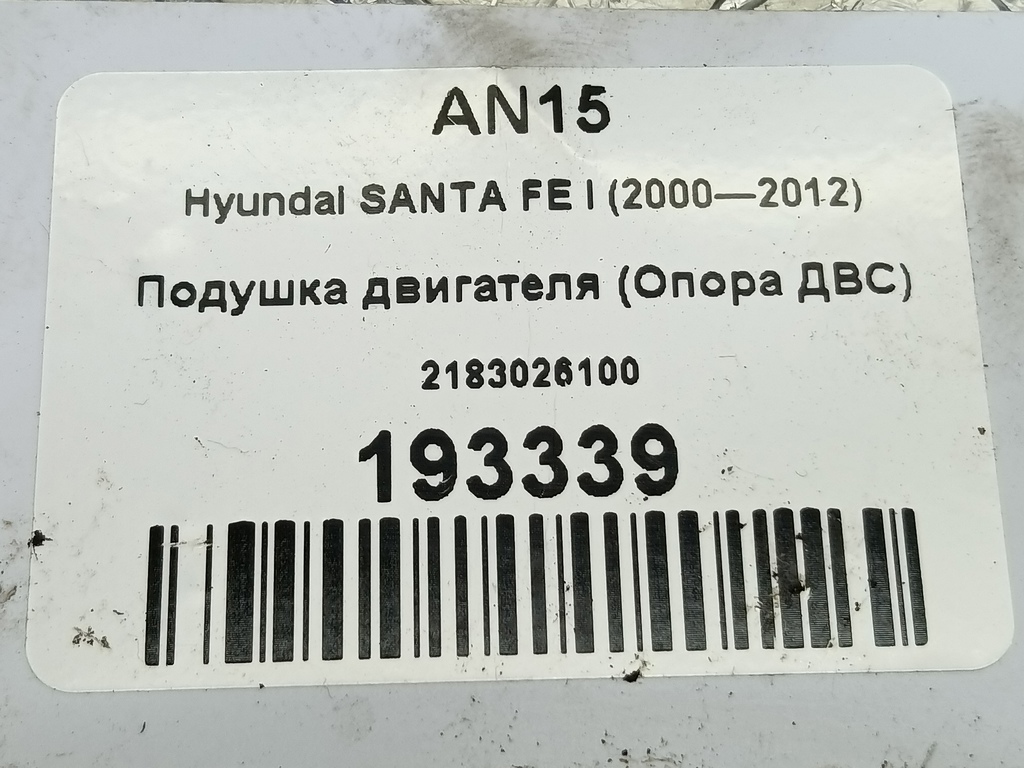 AN15
Hyundai SANTA FE I (2000—2012)
Подушка двигателя (Опора ДВС)
2183026100
193339